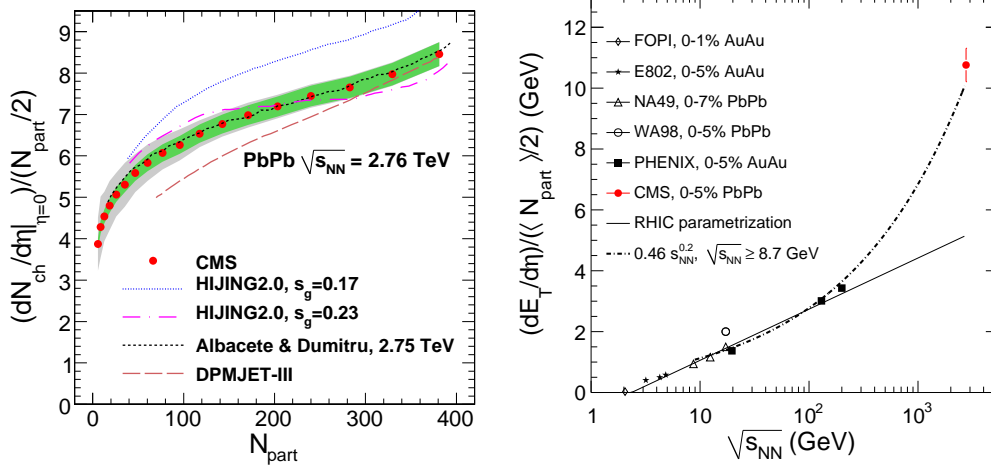 (dN_ch/dη|_η=0)/(N_part/2)
9
8
7
6
5
4
3
2
1
0
PbPb √s_NN = 2.76 TeV
CMS
HIJING2.0, s_g=0.17
HIJING2.0, s_g=0.23
Albacete & Dumitru, 2.75 TeV
DPMJET-III
0 100 200 300 400
N_part
(dE_T/dη)/(⟨ N_part ⟩/2) (GeV)
12
10
8
6
4
2
0
FOPI, 0-1% AuAu
E802, 0-5% AuAu
NA49, 0-7% PbPb
WA98, 0-5% PbPb
PHENIX, 0-5% AuAu
CMS, 0-5% PbPb
RHIC parametrization
0.46 s_NN^0.2, √s_NN ≥ 8.7 GeV
1 10 10^2 10^3
√s_NN (GeV)